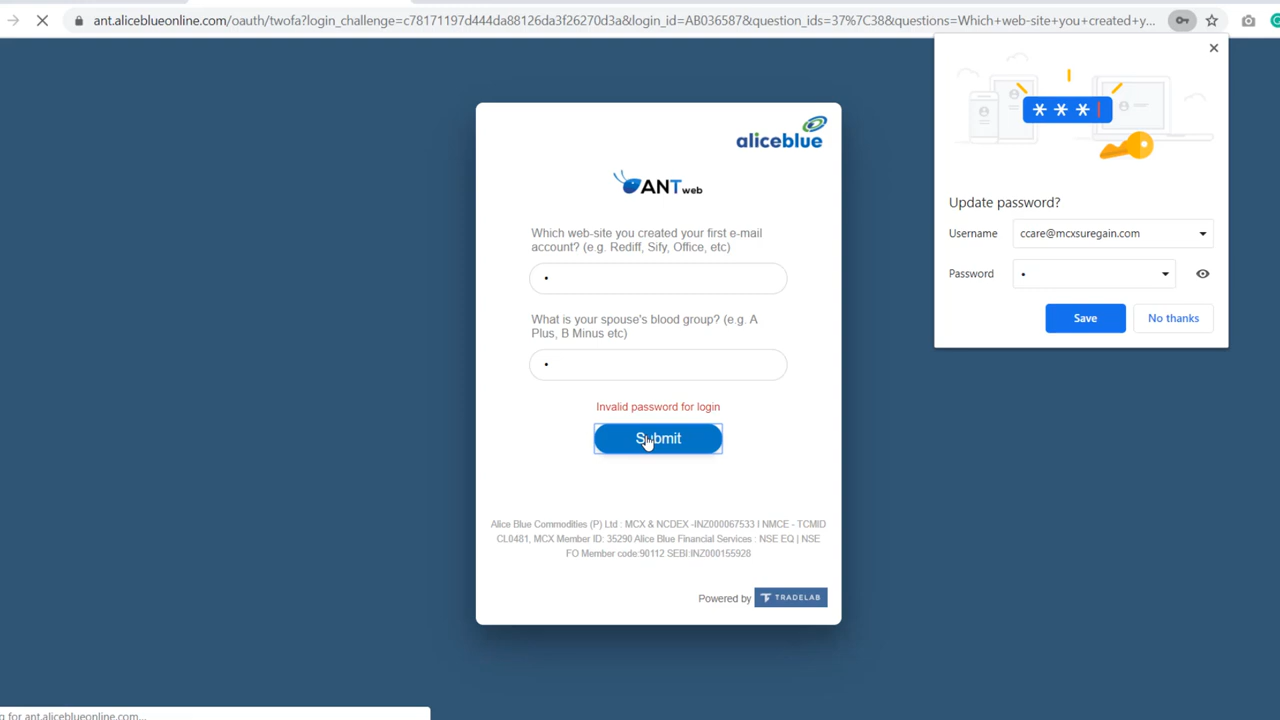 ant.aliceblueonline.com/oauth/twofa?login_challenge=c78171197d444da88126da3f26270d3a&login_id=AB036587&question_ids=37%7C38&questions=Which+web-site+you+created+y...
aliceblue
ANT web
Which web-site you created your first e-mail
account? (e.g. Rediff, Sify, Office, etc)
What is your spouse's blood group? (e.g. A
Plus, B Minus etc)
Invalid password for login
Submit
Alice Blue Commodities (P) Ltd : MCX & NCDEX -INZ000067533 I NMCE - TCMID
CL0481, MCX Member ID: 35290 Alice Blue Financial Services : NSE EQ | NSE
FO Member code:90112 SEBI:INZ000155928
Powered by TRADELAB
* * *
Update password?
Username ccare@mcxsuregain.com
Password
Save No thanks
g for ant.aliceblueonline.com...